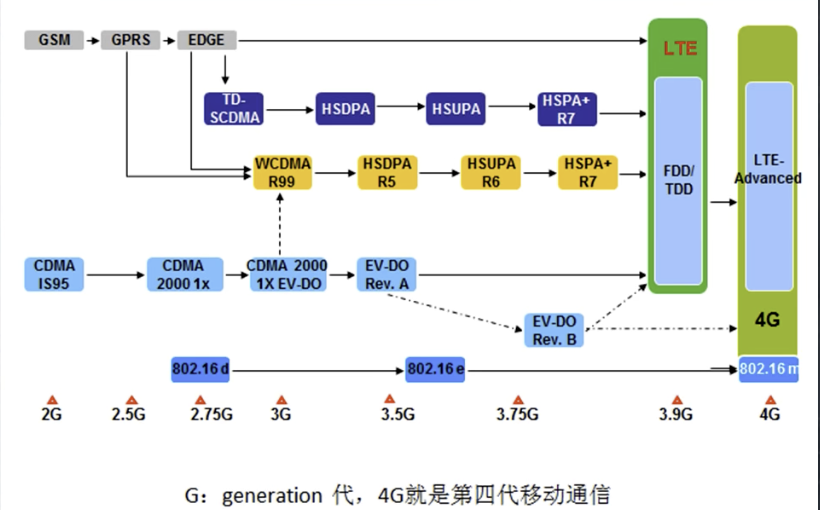 GSM
GPRS
EDGE
LTE
TD-
SCDMA
HSDPA
HSUPA
HSPA+
R7
WCDMA
R99
HSDPA
R5
HSUPA
R6
HSPA+
R7
FDD/
TDD
LTE-
Advanced
CDMA
IS95
CDMA
2000 1x
CDMA 2000
1X EV-DO
EV-DO
Rev. A
EV-DO
Rev. B
4G
802.16d
802.16e
802.16m
2G
2.5G
2.75G
3G
3.5G
3.75G
3.9G
4G
G：generation 代，4G就是第四代移动通信